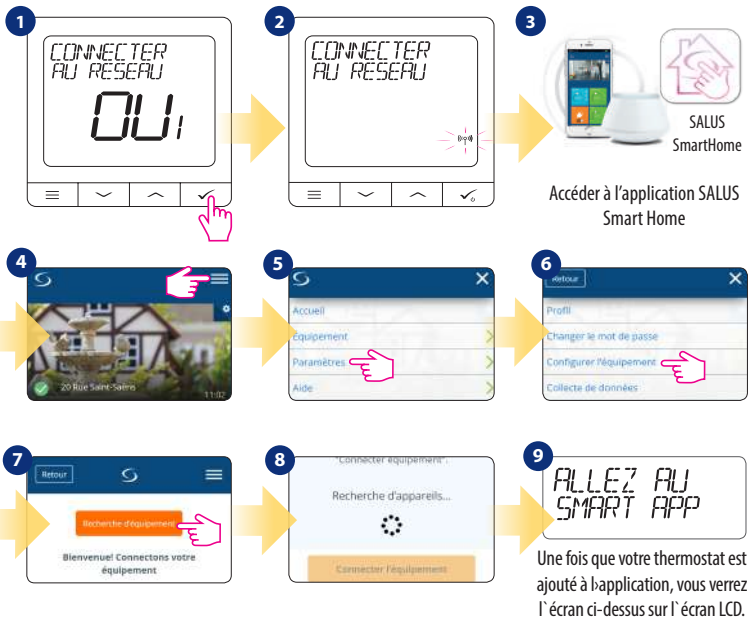 1
CONNECTER
AU RESEAU
OUI
2
CONNECTER
AU RESEAU
3
SALUS
SmartHome
Accéder à l'application SALUS
Smart Home
4
20 Rue Saint-Saëns
11:02
5
Accueil
Équipement
Paramètres
Aide
6
Retour
Profil
Changer le mot de passe
Configurer l'équipement
Collecte de données
7
Retour
Recherche d'équipement
Bienvenue! Connectons votre
équipement
8
"Connecter équipement".
Recherche d'appareils...
Connecter l'équipement
9
ALLEZ AU
SMART APP
Une fois que votre thermostat est
ajouté à l›application, vous verrez
l`écran ci-dessus sur l`écran LCD.